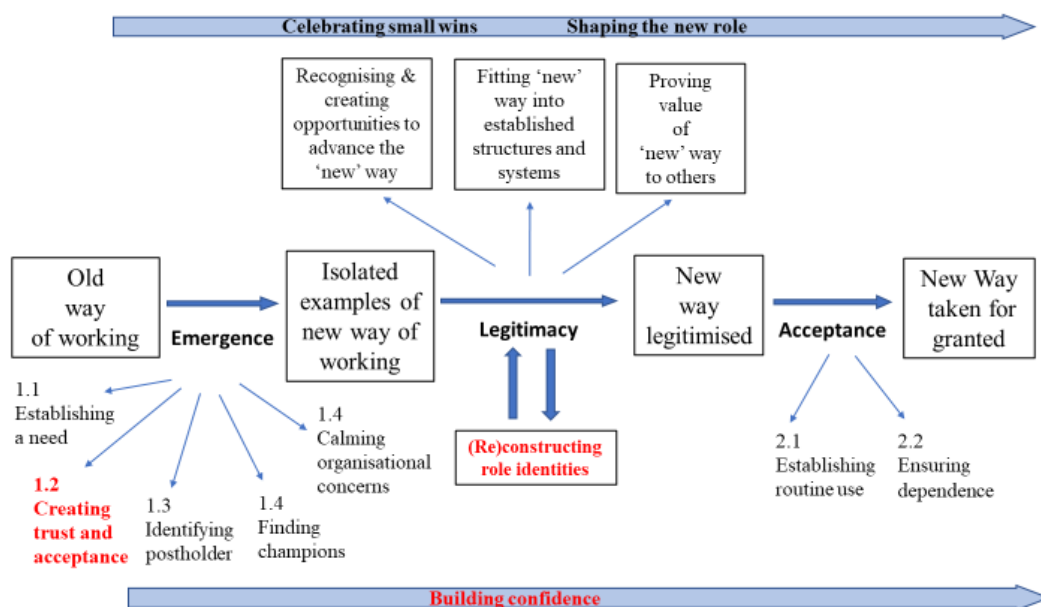 Celebrating small wins
Shaping the new role
Recognising &
creating
opportunities to
advance the
‘new’ way
Fitting ‘new’
way into
established
structures and
systems
Proving
value
of
‘new’ way
to others
Old
way
of working
Emergence
Isolated
examples of
new way of
working
Legitimacy
New
way
legitimised
Acceptance
New Way
taken for
granted
1.1
Establishing
a need
1.2
Creating
trust and
acceptance
1.3
Identifying
postholder
1.4
Finding
champions
1.4
Calming
organisational
concerns
(Re)constructing
role identities
2.1
Establishing
routine use
2.2
Ensuring
dependence
Building confidence